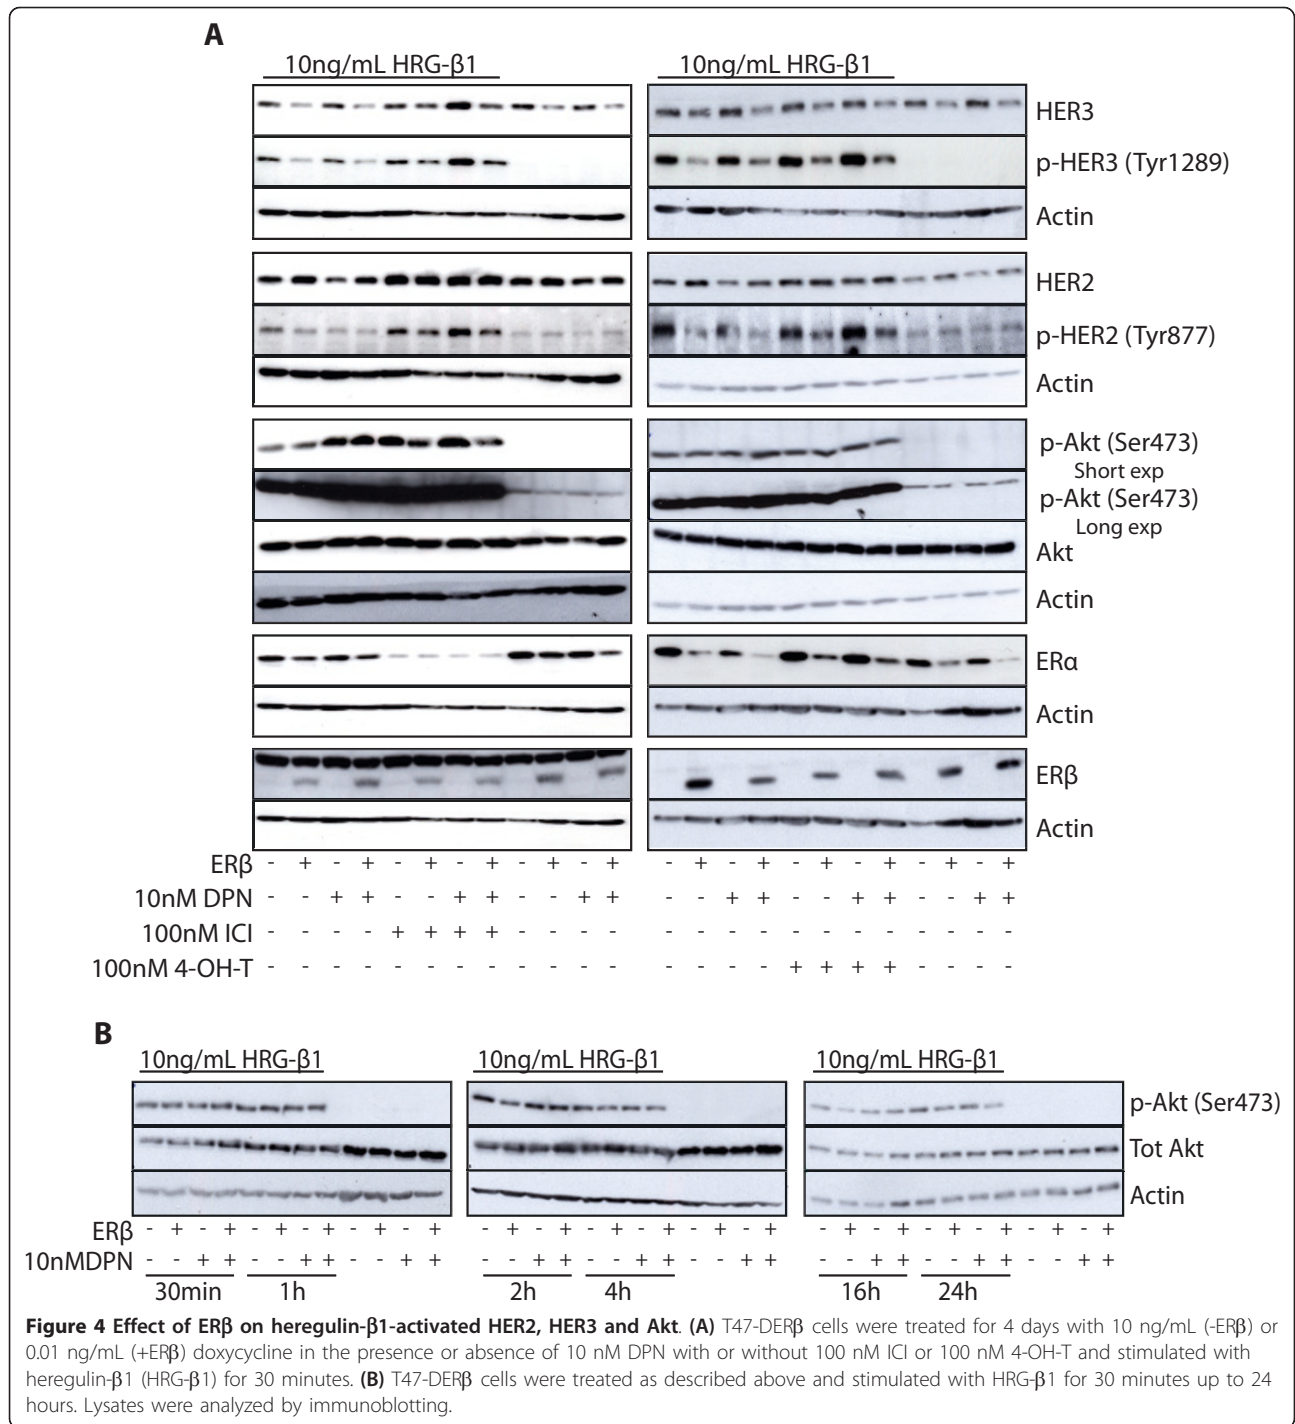 A
10ng/mL HRG-β1 10ng/mL HRG-β1
HER3
p-HER3 (Tyr1289)
Actin
HER2
p-HER2 (Tyr877)
Actin
p-Akt (Ser473)
Short exp
p-Akt (Ser473)
Long exp
Akt
Actin
ERα
Actin
ERβ
Actin
ERβ - + - + - + - + - + - + - + - + - + - + - + - +
10nM DPN - - + + - - + + - - + + - - + + - - + + - - + +
100nM ICI - - - - + + + + - - - - - - - - - - - - - - - -
100nM 4-OH-T - - - - - - - - - - - - - - - - + + + + - - - -
B
10ng/mL HRG-β1 10ng/mL HRG-β1 10ng/mL HRG-β1
p-Akt (Ser473)
Tot Akt
Actin
ERβ - + - + - + - + - + - + - + - + - + - + - + - + - + - + - + - + - + - +
10nMDPN - - + + - - + + - - + + - - + + - - + + - - + + - - + + - - + + - - + +
30min 1h 2h 4h 16h 24h
Figure 4 Effect of ERβ on heregulin-β1-activated HER2, HER3 and Akt. (A) T47-DERβ cells were treated for 4 days with 10 ng/mL (-ERβ) or
0.01 ng/mL (+ERβ) doxycycline in the presence or absence of 10 nM DPN with or without 100 nM ICI or 100 nM 4-OH-T and stimulated with
heregulin-β1 (HRG-β1) for 30 minutes. (B) T47-DERβ cells were treated as described above and stimulated with HRG-β1 for 30 minutes up to 24
hours. Lysates were analyzed by immunoblotting.